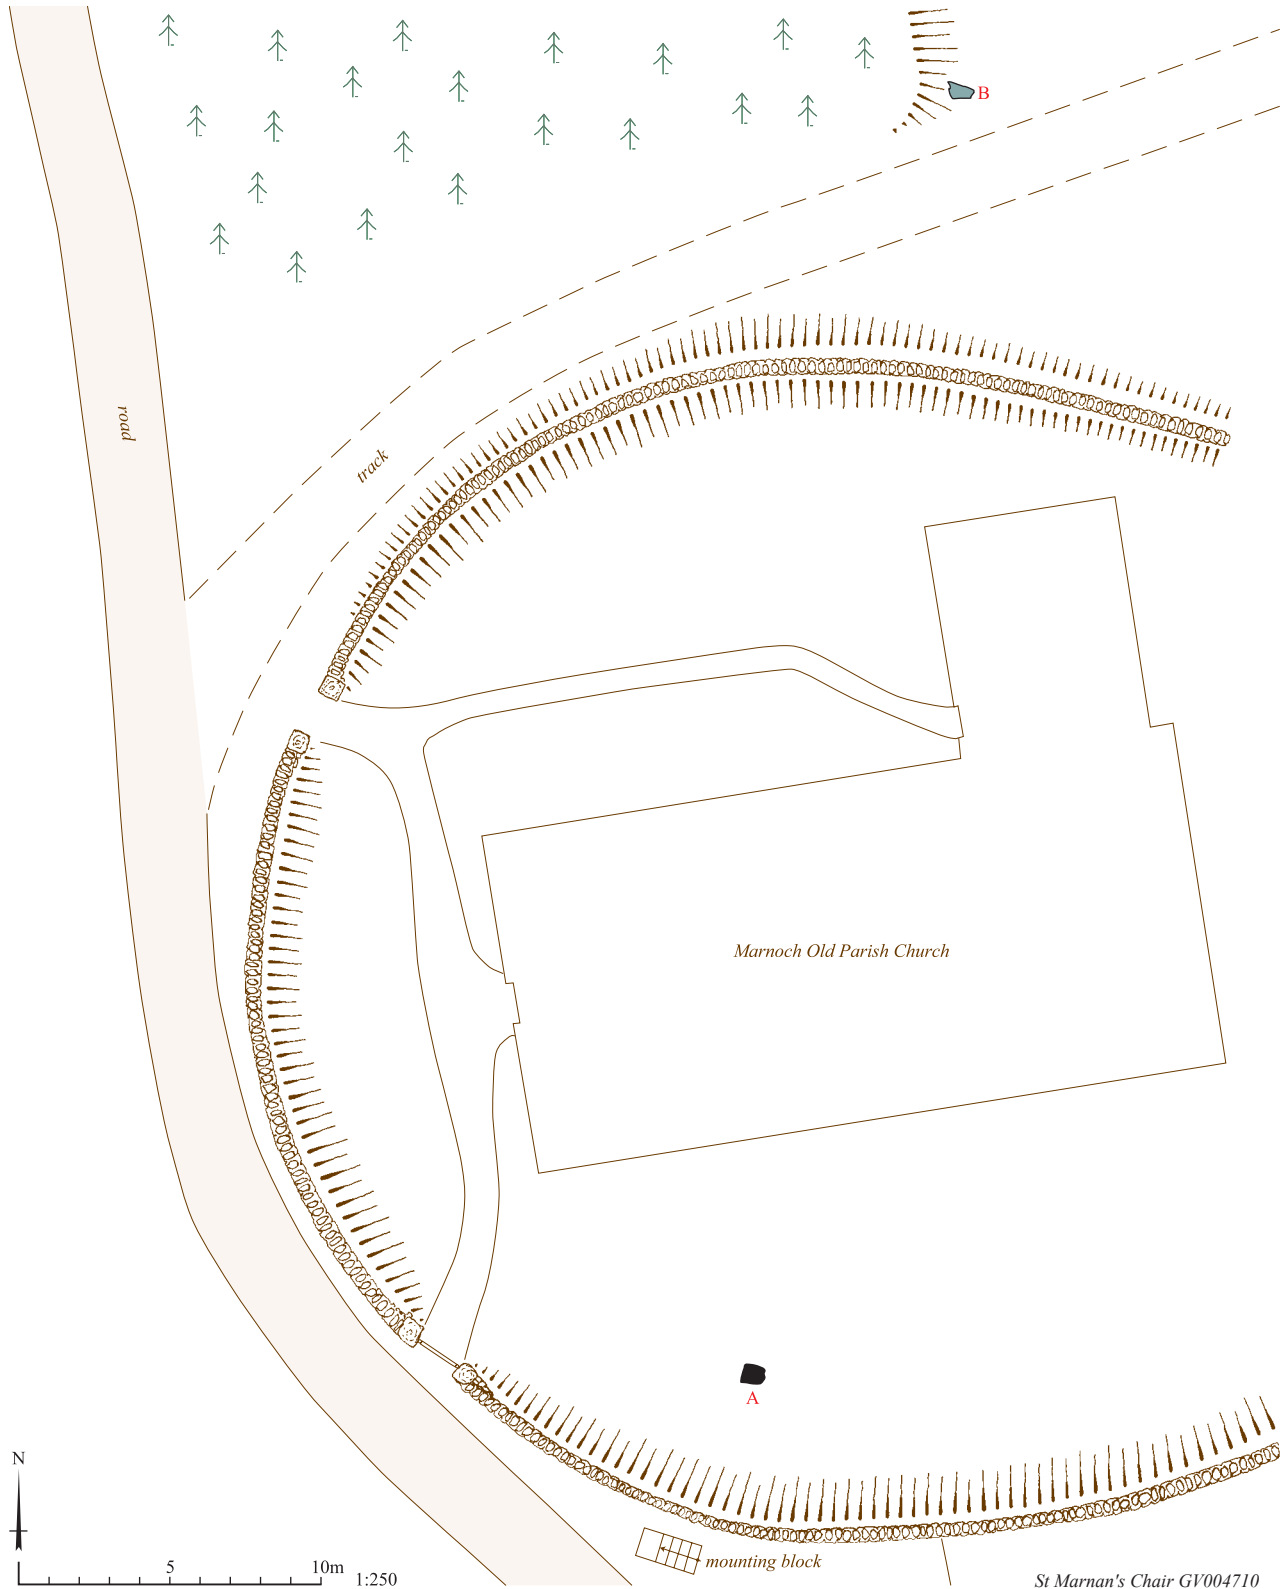 B
road
track
Marnoch Old Parish Church
A
N
mounting block
5
10m
1:250
St Marnan's Chair GV004710